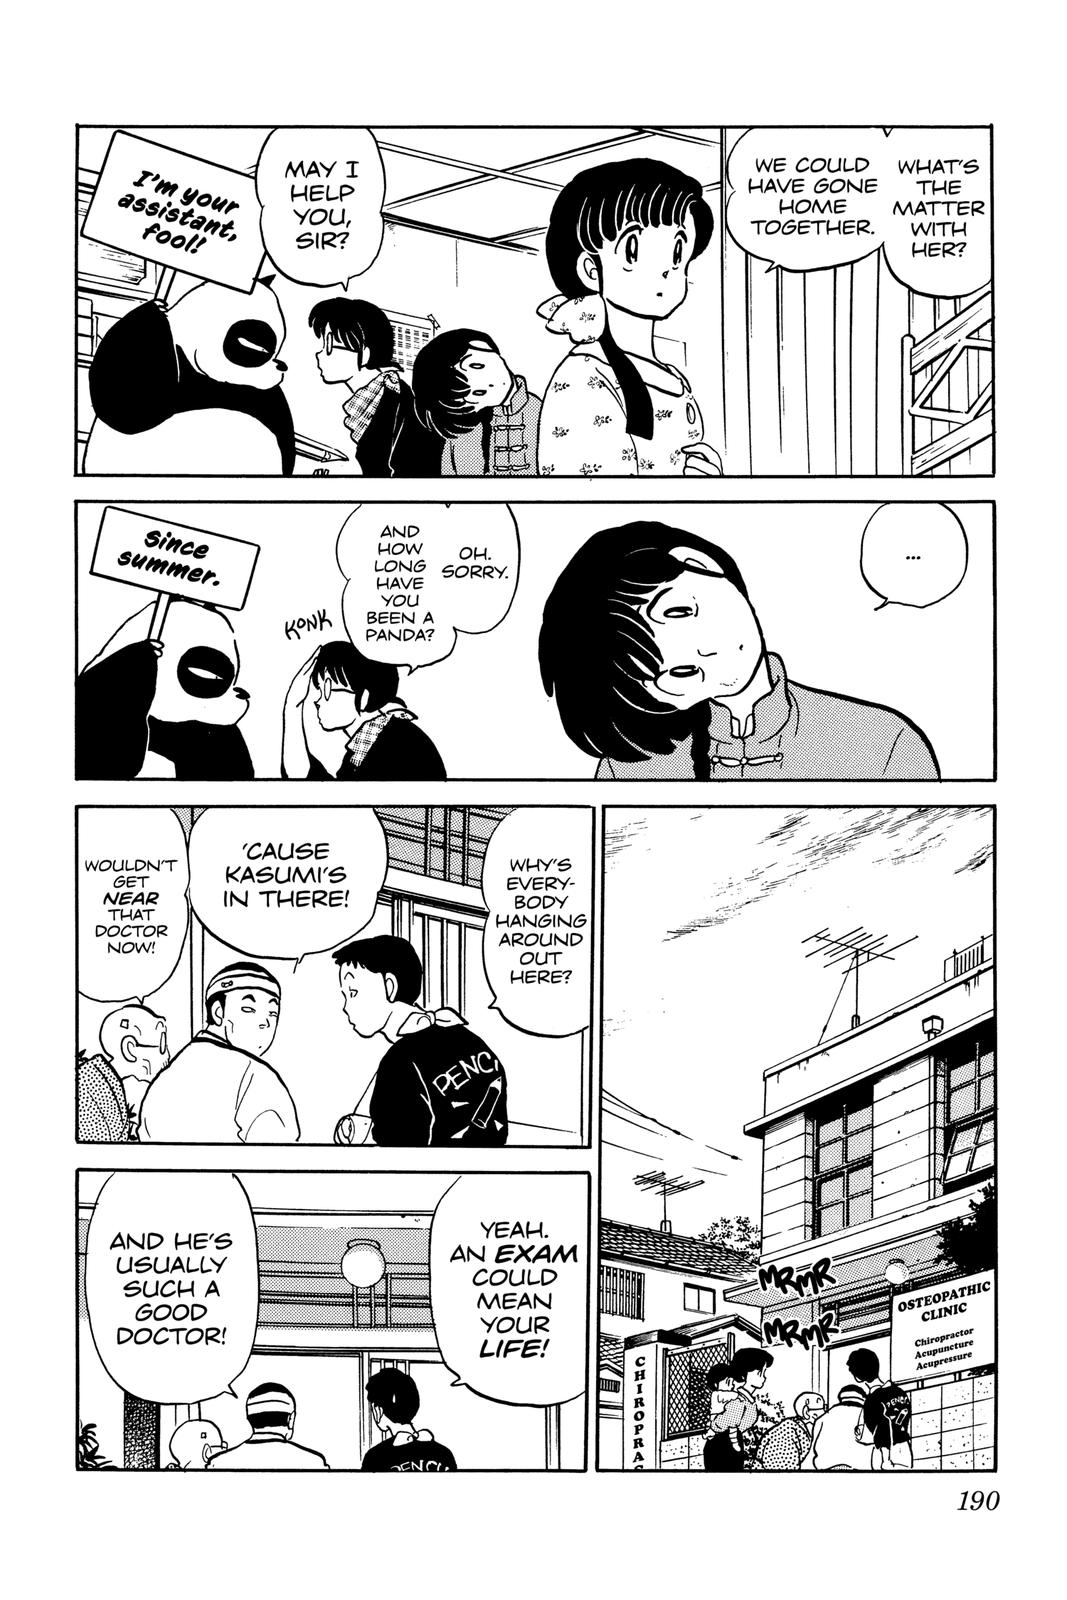 WHAT'S
THE
MATTER
WITH
HER?
WE COULD
HAVE GONE
HOME
TOGETHER.
MAY I
HELP
YOU,
SIR?
I'm your
assistant,
fool!
...
OH.
SORRY.
AND
HOW
LONG
HAVE
YOU
BEEN A
PANDA?
KONK
Since
summer.
MRMR
MRMR
OSTEOPATHIC
CLINIC
Chiropractor
Acupuncture
Acupressure
CHIROPRAC
PENCI
WHY'S
EVERY-
BODY
HANGING
AROUND
OUT
HERE?
'CAUSE
KASUMI'S
IN THERE!
WOULDN'T
GET
NEAR
THAT
DOCTOR
NOW!
PENCI
YEAH.
AN EXAM
COULD
MEAN
YOUR
LIFE!
AND HE'S
USUALLY
SUCH A
GOOD
DOCTOR!
PENCI
190